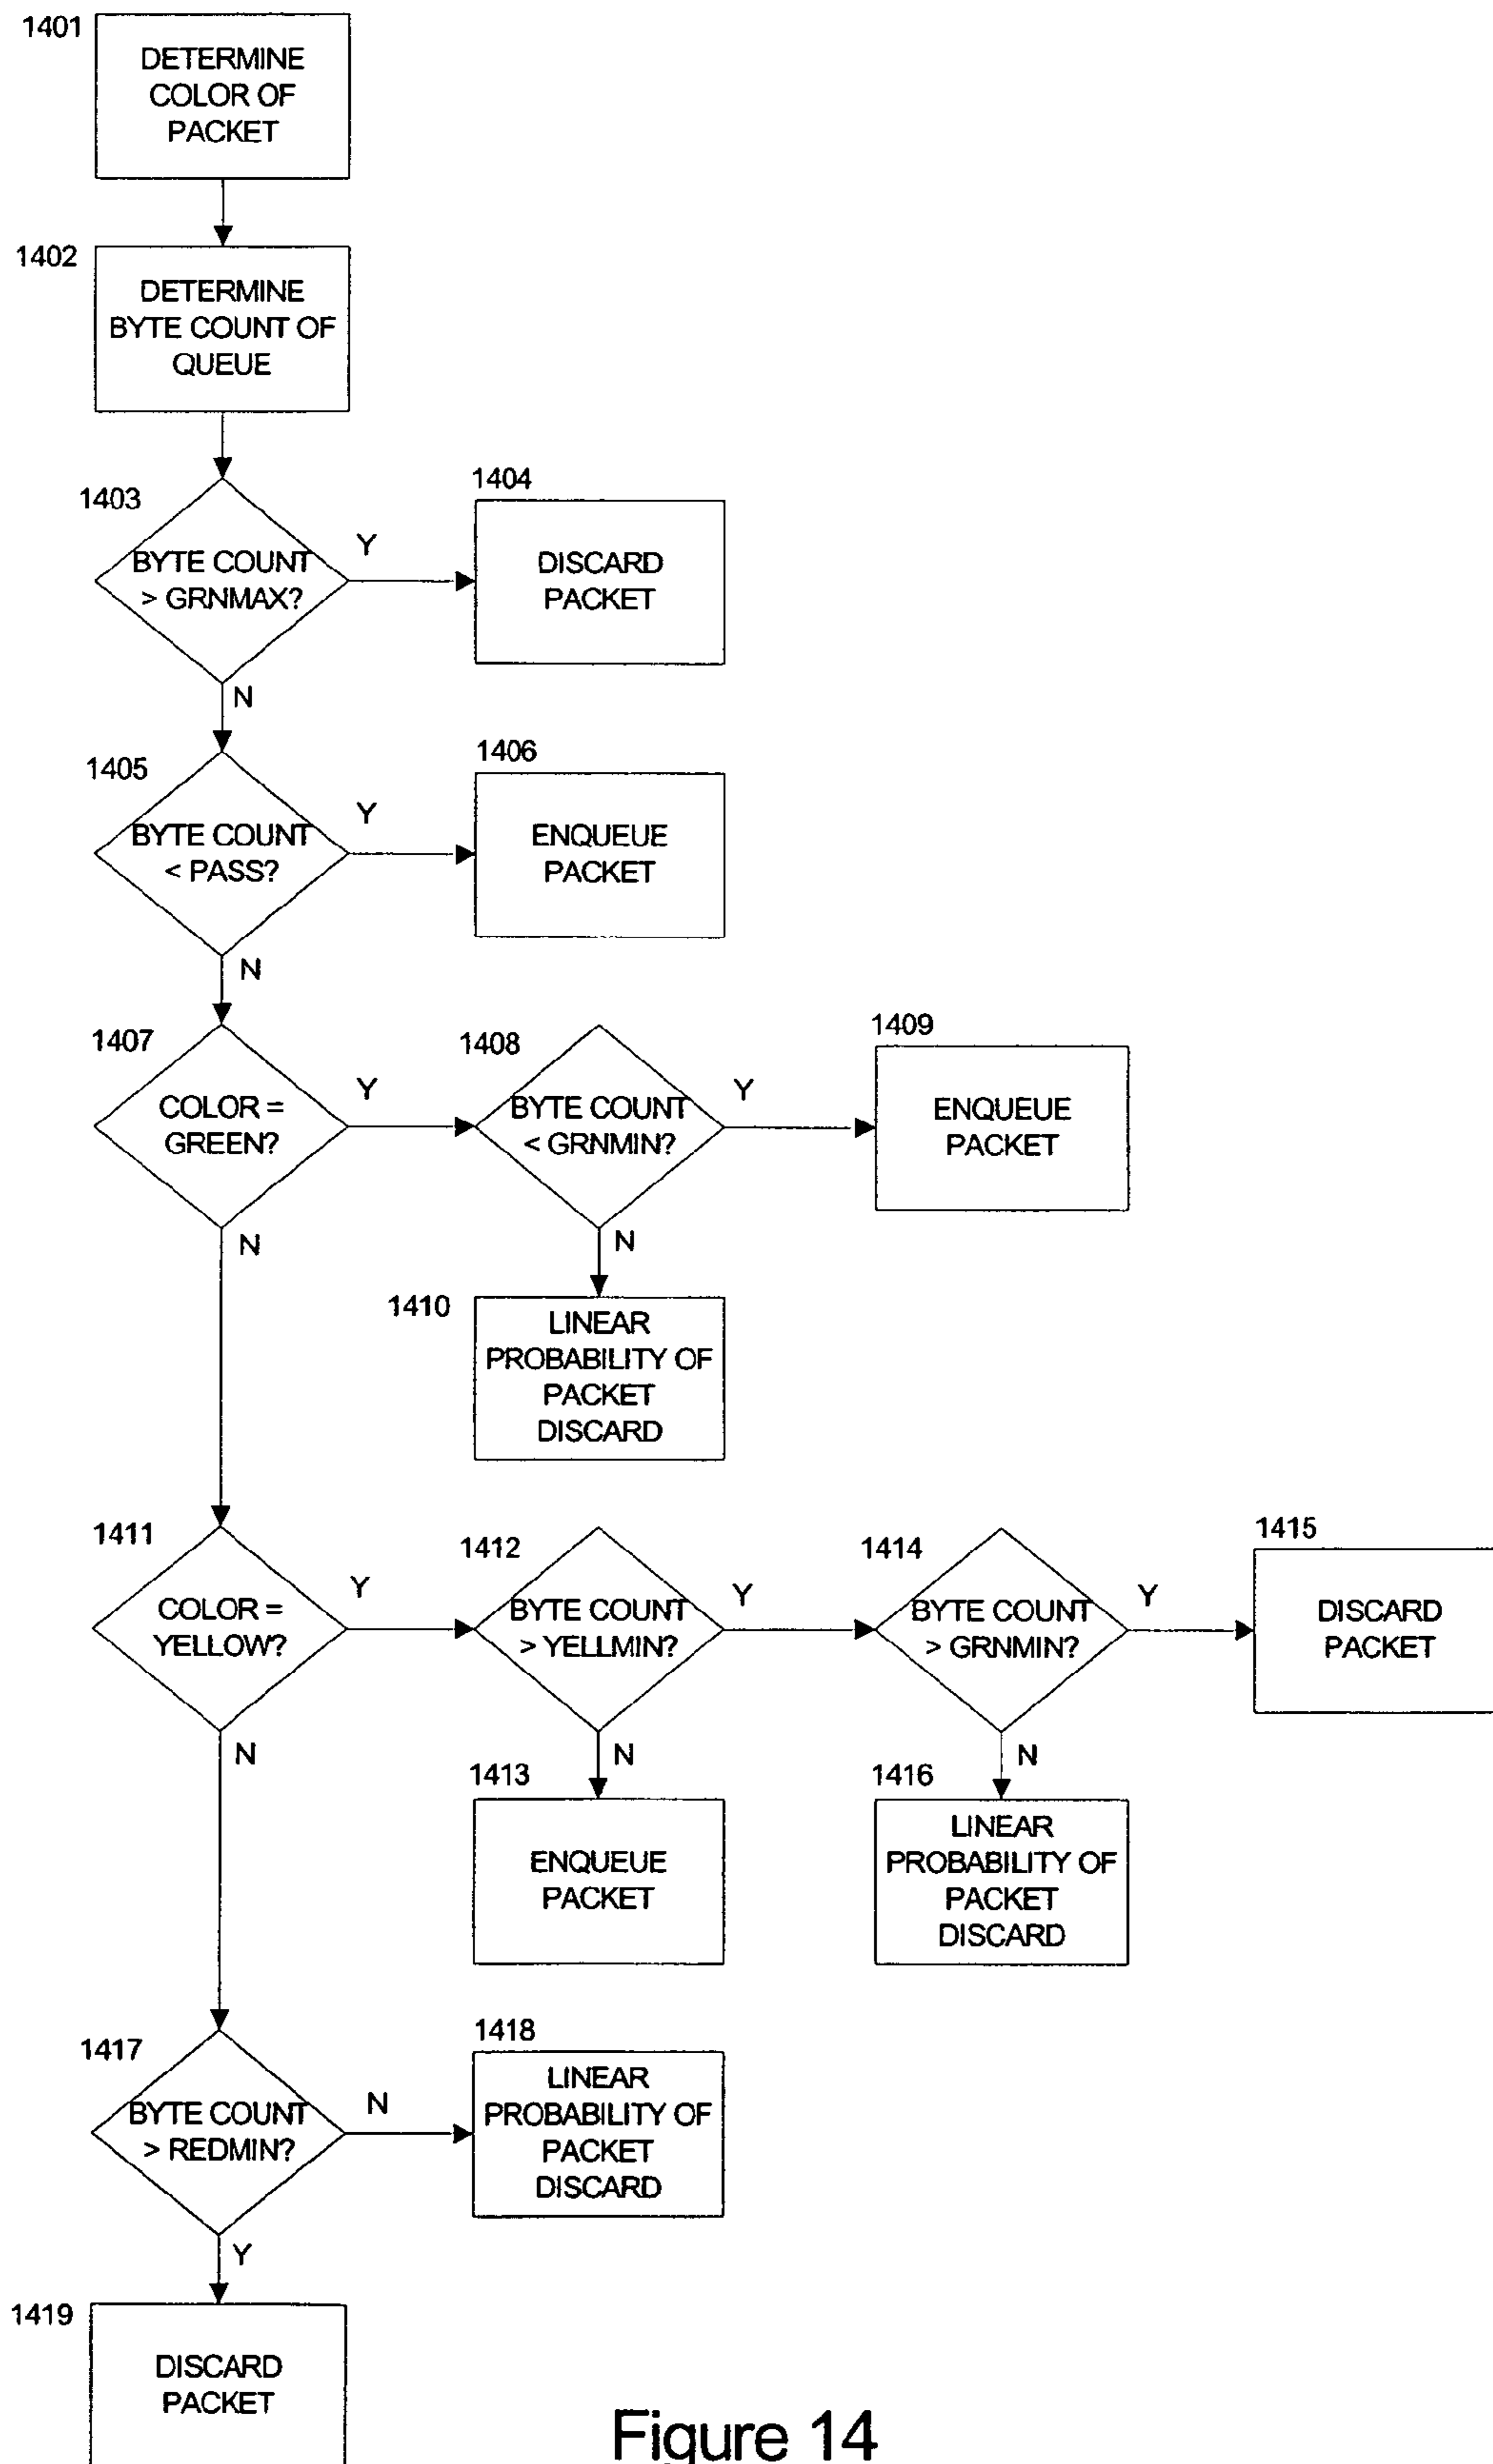 1401
DETERMINE
COLOR OF
PACKET
1402
DETERMINE
BYTE COUNT OF
QUEUE
1403
BYTE COUNT
> GRNMAX?
Y
N
1404
DISCARD
PACKET
1405
BYTE COUNT
< PASS?
Y
N
1406
ENQUEUE
PACKET
1407
COLOR =
GREEN?
Y
N
1408
BYTE COUNT
< GRNMIN?
Y
N
1409
ENQUEUE
PACKET
1410
LINEAR
PROBABILITY OF
PACKET
DISCARD
1411
COLOR =
YELLOW?
Y
N
1412
BYTE COUNT
> YELLMIN?
Y
N
1413
ENQUEUE
PACKET
1414
BYTE COUNT
> GRNMIN?
Y
N
1415
DISCARD
PACKET
1416
LINEAR
PROBABILITY OF
PACKET
DISCARD
1417
BYTE COUNT
> REDMIN?
N
Y
1418
LINEAR
PROBABILITY OF
PACKET
DISCARD
1419
DISCARD
PACKET
Figure 14